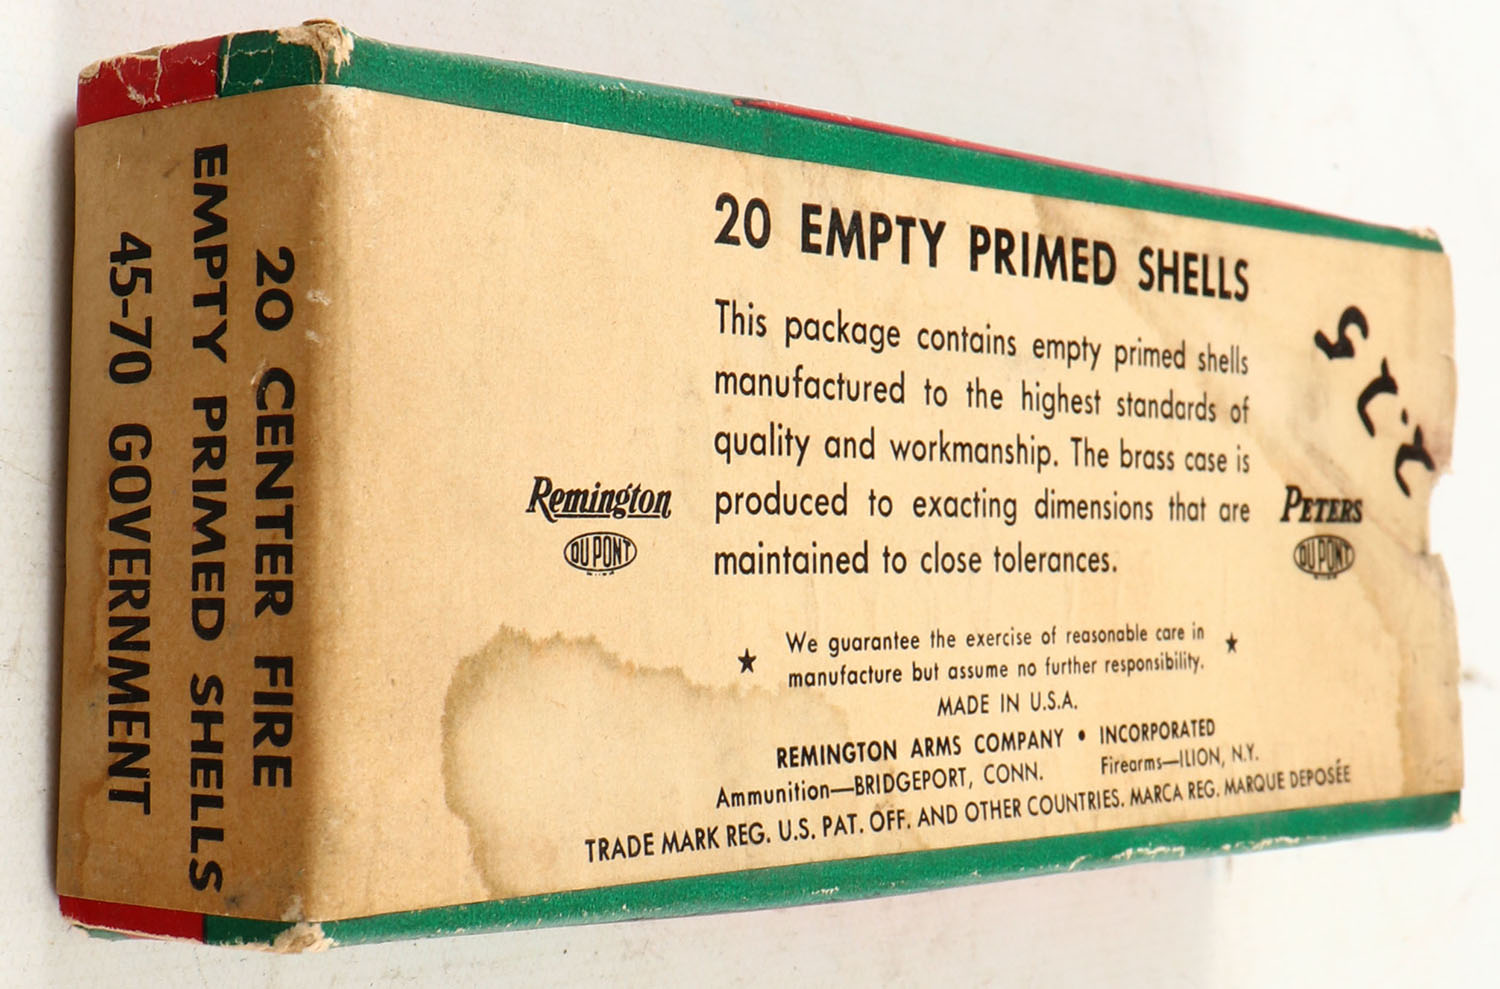 20 CENTER FIRE
EMPTY PRIMED SHELLS
45-70 GOVERNMENT
20 EMPTY PRIMED SHELLS
This package contains empty primed shells
manufactured to the highest standards of
quality and workmanship. The brass case is
produced to exacting dimensions that are
maintained to close tolerances.
Remington
DU PONT
PETERS
DU PONT
★ We guarantee the exercise of reasonable care in ★
manufacture but assume no further responsibility.
MADE IN U.S.A.
REMINGTON ARMS COMPANY • INCORPORATED
Ammunition—BRIDGEPORT, CONN. Firearms—ILION, N.Y.
TRADE MARK REG. U.S. PAT. OFF. AND OTHER COUNTRIES. MARCA REG. MARQUE DEPOSÉE